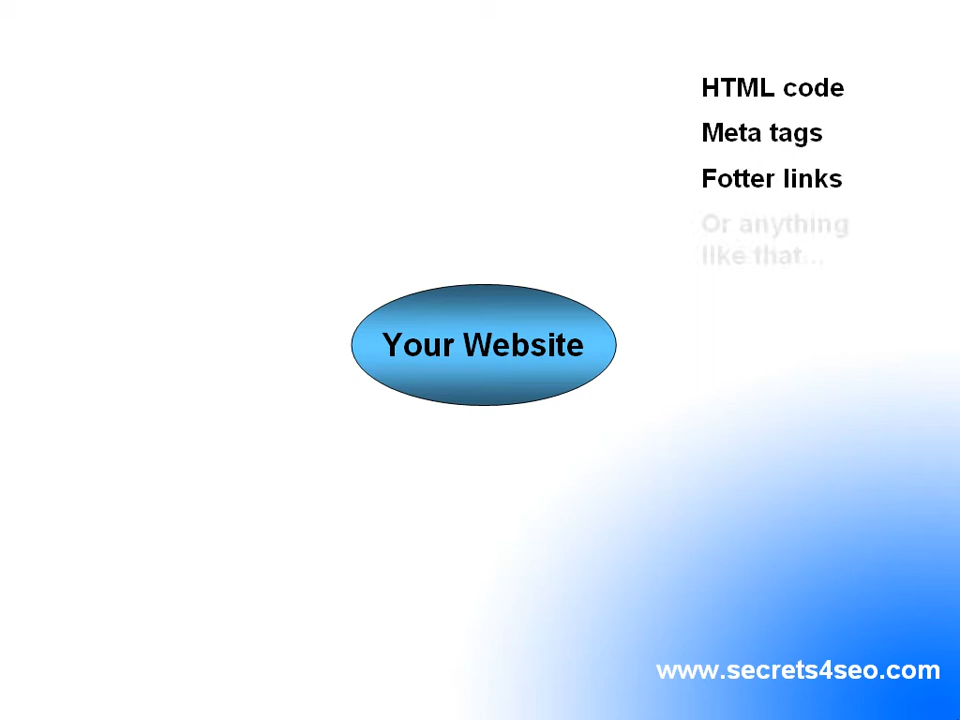 HTML code
Meta tags
Fotter links
Or anything
like that...
Your Website
www.secrets4seo.com